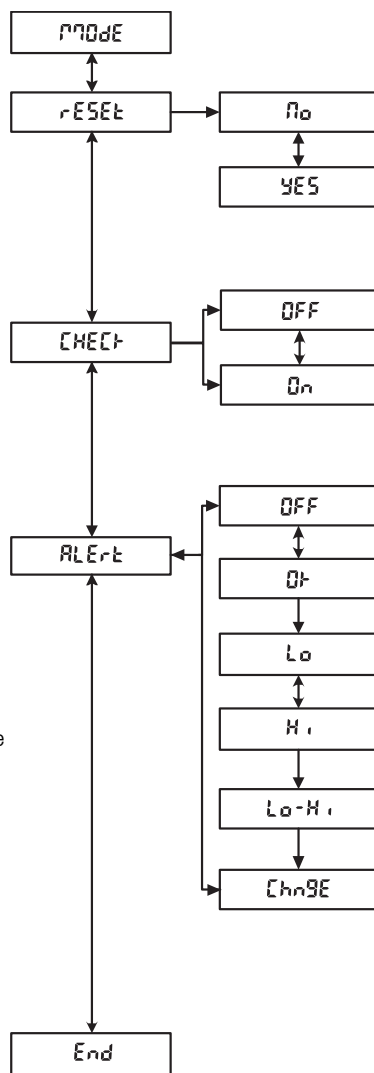 MODE
rESEt
No
YES
CHECk
OFF
On
ALErt
OFF
Ok
Lo
Hi
e
Lo-Hi
ChngE
End